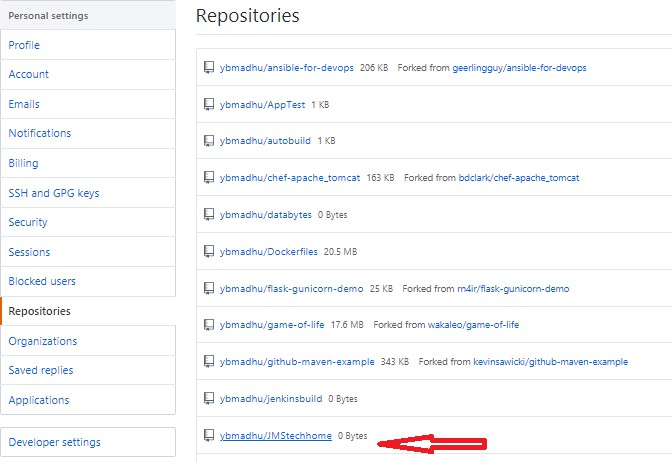 Personal settings
Profile
Account
Emails
Notifications
Billing
SSH and GPG keys
Security
Sessions
Blocked users
Repositories
Organizations
Saved replies
Applications
Developer settings
Repositories
ybmadhu/ansible-for-devops 206 KB Forked from geerlingguy/ansible-for-devops
ybmadhu/AppTest 1 KB
ybmadhu/autobuild 1 KB
ybmadhu/chef-apache_tomcat 163 KB Forked from bdclark/chef-apache_tomcat
ybmadhu/databytes 0 Bytes
ybmadhu/Dockerfiles 20.5 MB
ybmadhu/flask-gunicorn-demo 25 KB Forked from rn4ir/flask-gunicorn-demo
ybmadhu/game-of-life 17.6 MB Forked from wakaleo/game-of-life
ybmadhu/github-maven-example 343 KB Forked from kevinsawicki/github-maven-example
ybmadhu/jenkinsbuild 0 Bytes
ybmadhu/JMStechhome 0 Bytes